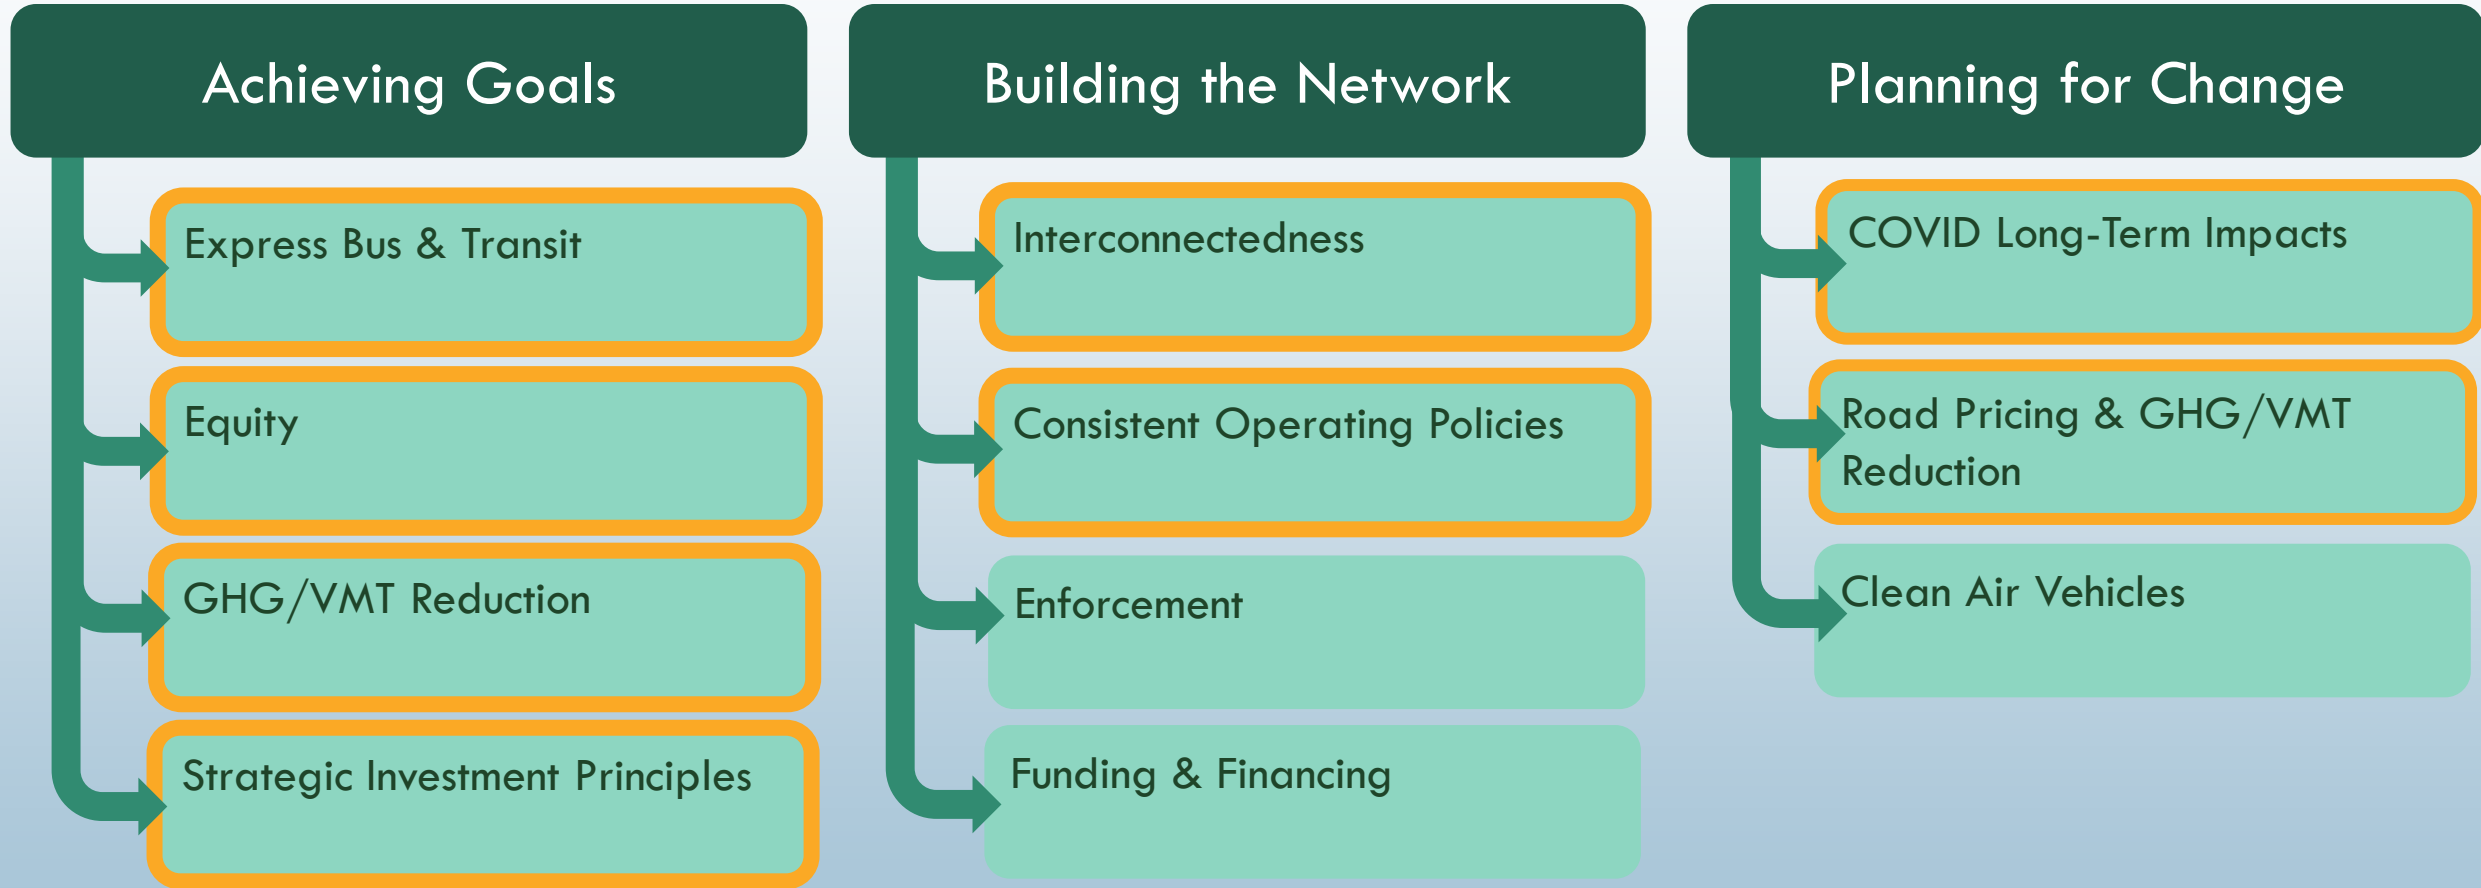 Achieving Goals
Express Bus & Transit
Equity
GHG/VMT Reduction
Strategic Investment Principles
Building the Network
Interconnectedness
Consistent Operating Policies
Enforcement
Funding & Financing
Planning for Change
COVID Long-Term Impacts
Road Pricing & GHG/VMT
Reduction
Clean Air Vehicles